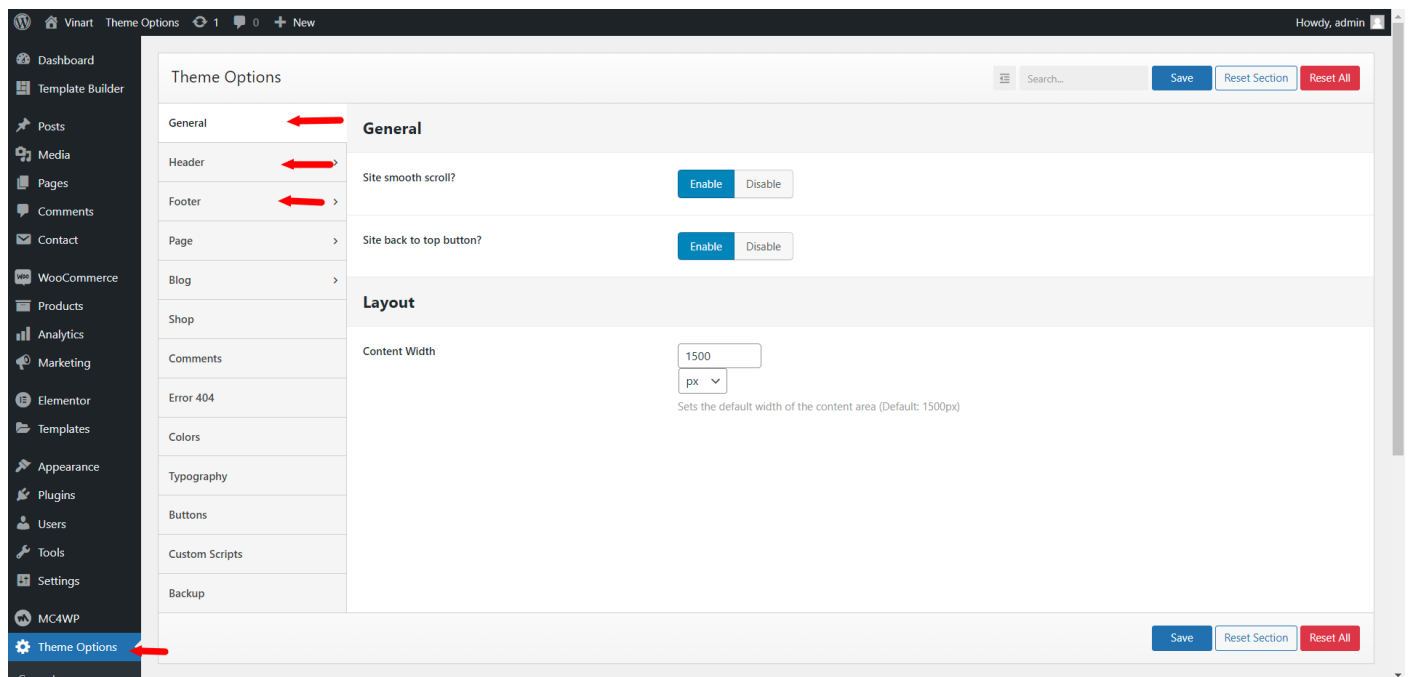 Vinart Theme Options 1 0 New Howdy, admin
Dashboard
Template Builder
Posts
Media
Pages
Comments
Contact
WooCommerce
Products
Analytics
Marketing
Elementor
Templates
Appearance
Plugins
Users
Tools
Settings
MC4WP
Theme Options
Theme Options
Search...
Save
Reset Section
Reset All
General
Header
Footer
Page
Blog
Shop
Comments
Error 404
Colors
Typography
Buttons
Custom Scripts
Backup
General
Site smooth scroll?
Enable Disable
Site back to top button?
Enable Disable
Layout
Content Width
1500
px
Sets the default width of the content area (Default: 1500px)
Save
Reset Section
Reset All